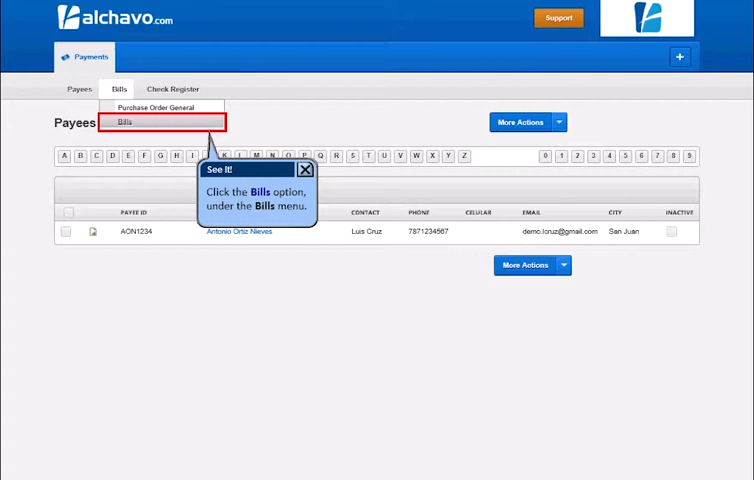 alchavo.com
Support
Payments
+
Payees Bills Check Register
Purchase Order General
Bills
Payees
More Actions
A B C D E F G H I K L M N O P Q R S T U V W X Y Z 0 1 2 3 4 5 6 7 8 9
See It!
Click the Bills option,
under the Bills menu.
PAYEE ID CONTACT PHONE CELLULAR EMAIL CITY INACTIVE
AON1234 Antonio Ortiz Nieves Luis Cruz 7871234567 demo.lcruz@gmail.com San Juan
More Actions